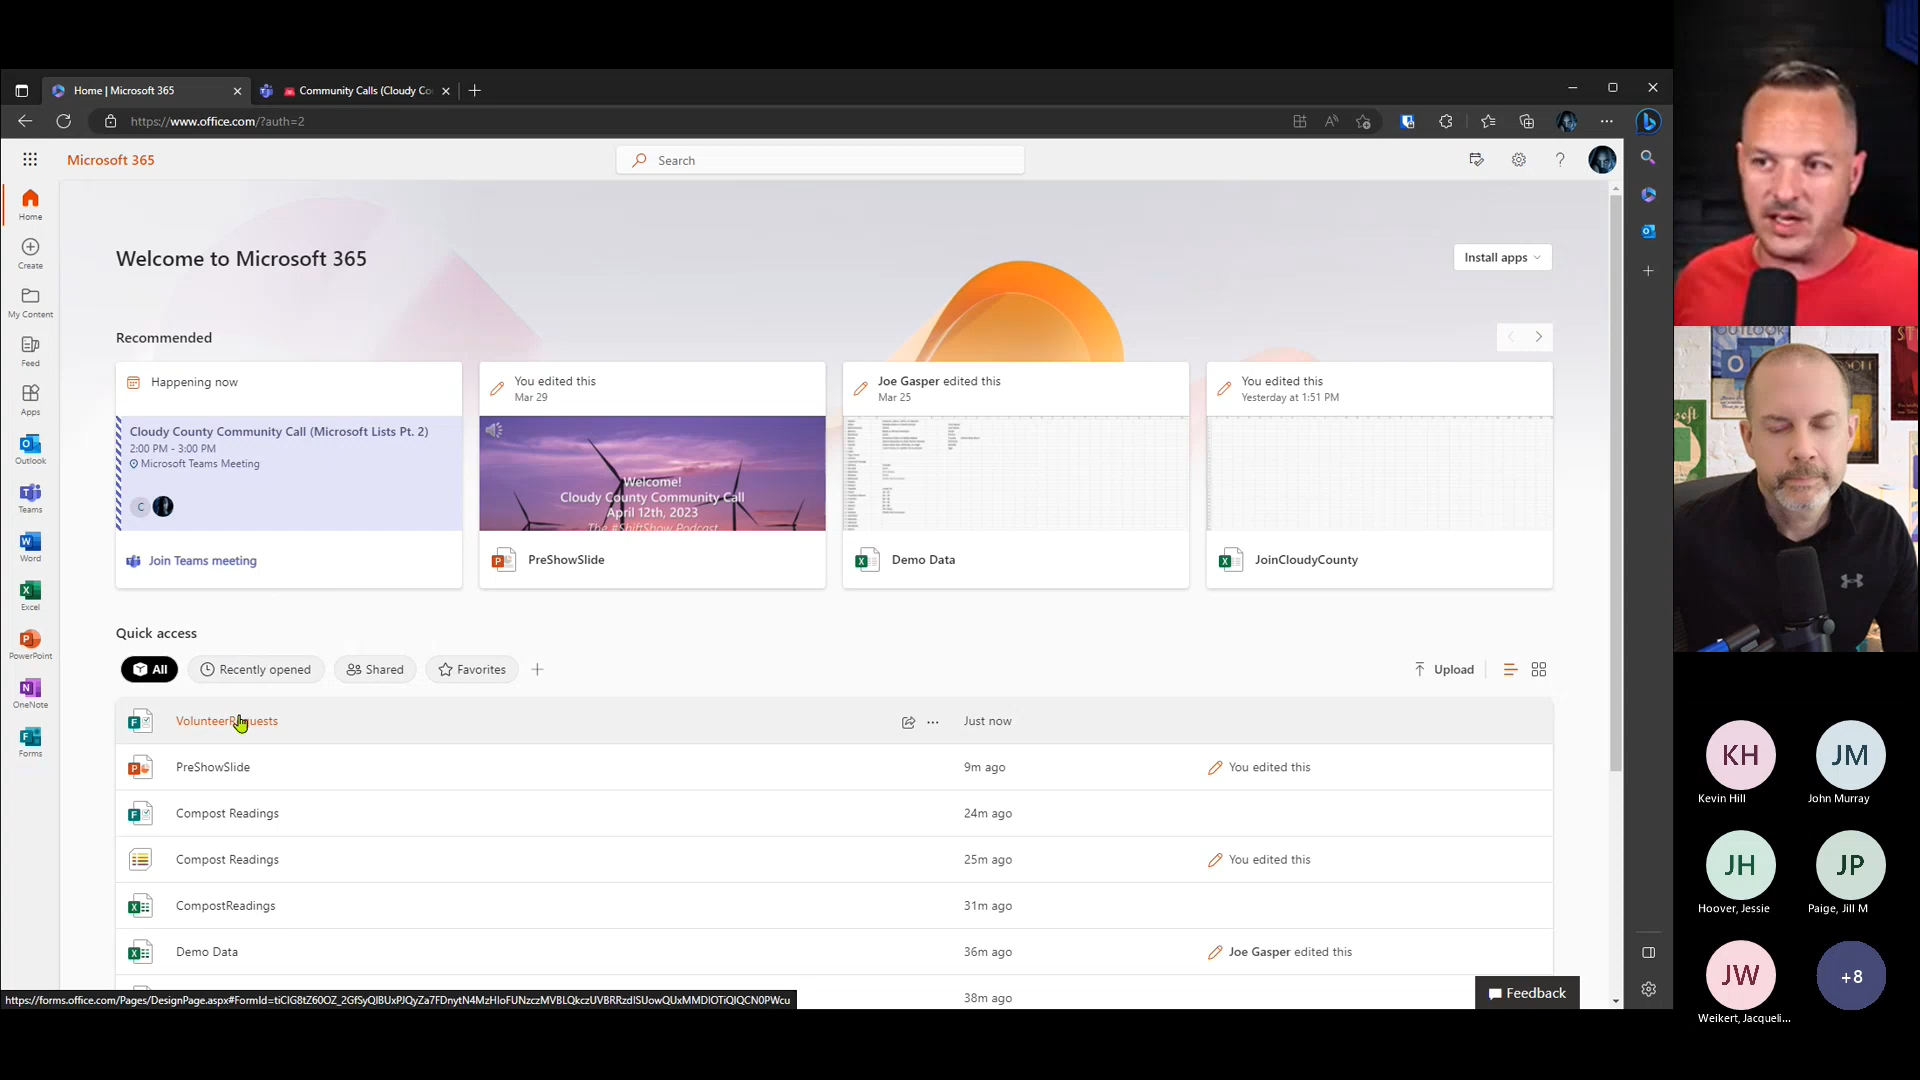 Home | Microsoft 365
Community Calls (Cloudy Co
https://www.office.com/?auth=2
Microsoft 365
Search
Home
Create
My Content
Feed
Apps
Outlook
Teams
Word
Excel
PowerPoint
OneNote
Forms
Welcome to Microsoft 365
Install apps
Recommended
Happening now
Cloudy County Community Call (Microsoft Lists Pt. 2)
2:00 PM - 3:00 PM
Microsoft Teams Meeting
C
Join Teams meeting
You edited this
Mar 29
Welcome!
Cloudy County Community Call
April 12th, 2023
The #ShiftShow Podcast
PreShowSlide
Joe Gasper edited this
Mar 25
Demo Data
You edited this
Yesterday at 1:51 PM
JoinCloudyCounty
Quick access
All
Recently opened
Shared
Favorites
Upload
VolunteerRequests
Just now
PreShowSlide
9m ago
You edited this
Compost Readings
24m ago
Compost Readings
25m ago
You edited this
CompostReadings
31m ago
Demo Data
36m ago
Joe Gasper edited this
38m ago
Feedback
OUTLOOK
KH
Kevin Hill
JM
John Murray
JH
Hoover, Jessie
JP
Paige, Jill M
JW
Weikert, Jacqueli...
+8